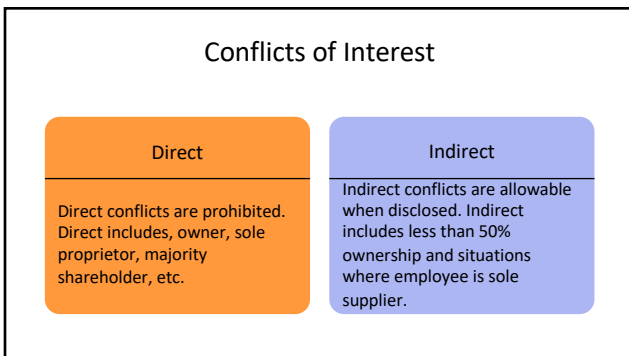 Conflicts of Interest
Direct
Direct conflicts are prohibited.
Direct includes, owner, sole
proprietor, majority
shareholder, etc.
Indirect
Indirect conflicts are allowable
when disclosed. Indirect
includes less than 50%
ownership and situations
where employee is sole
supplier.